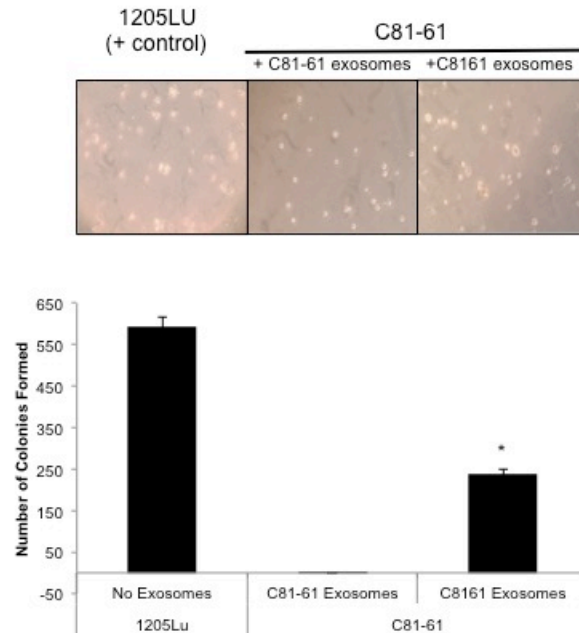 1205LU
(+ control)
C81-61
+ C81-61 exosomes
+C8161 exosomes
Number of Colonies Formed
650
550
450
350
250
150
50
-50
*
No Exosomes
C81-61 Exosomes
C8161 Exosomes
1205Lu
C81-61